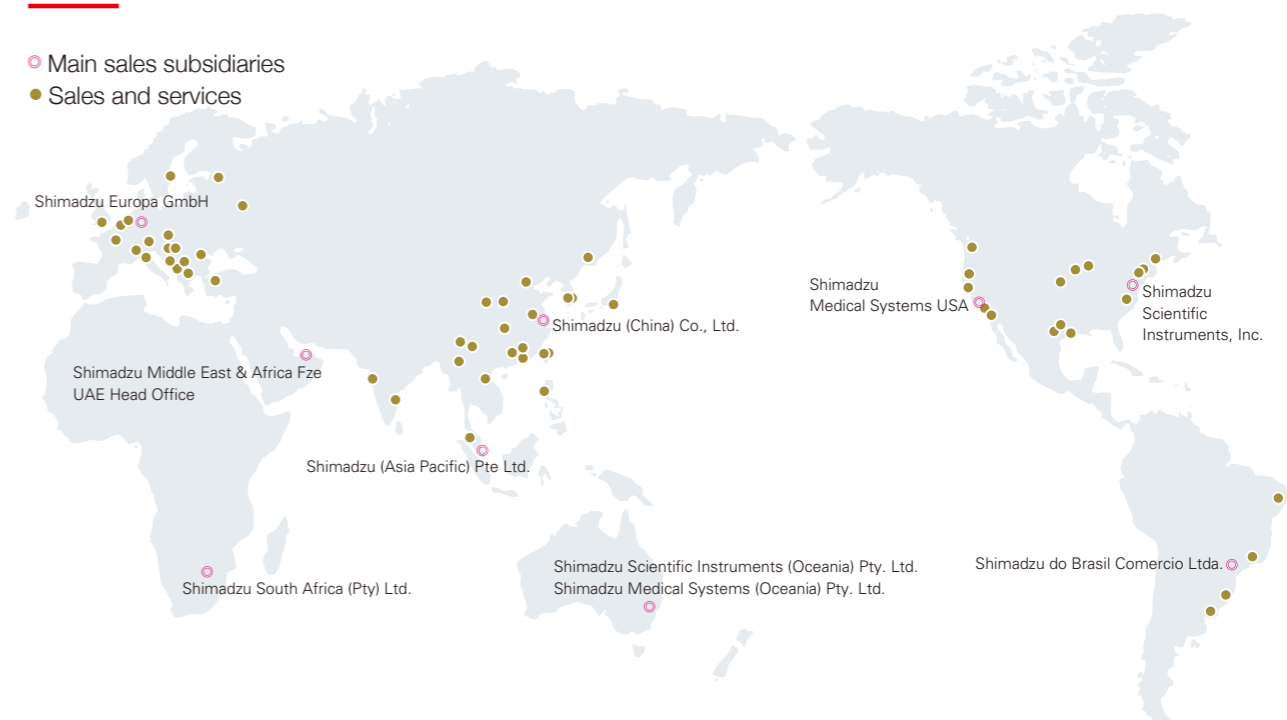 Main sales subsidiaries
Sales and services
Shimadzu Europa GmbH
Shimadzu Middle East & Africa Fze
UAE Head Office
Shimadzu (China) Co., Ltd.
Shimadzu (Asia Pacific) Pte Ltd.
Shimadzu South Africa (Pty) Ltd.
Shimadzu Scientific Instruments (Oceania) Pty. Ltd.
Shimadzu Medical Systems (Oceania) Pty. Ltd.
Shimadzu
Medical Systems USA
Shimadzu
Scientific
Instruments, Inc.
Shimadzu do Brasil Comercio Ltda.